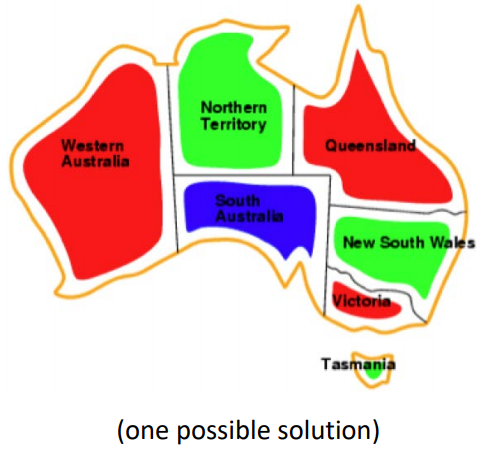 Northern
Territory
Western
Australia
Queensland
South
Australia
New South Wales
Victoria
Tasmania
(one possible solution)